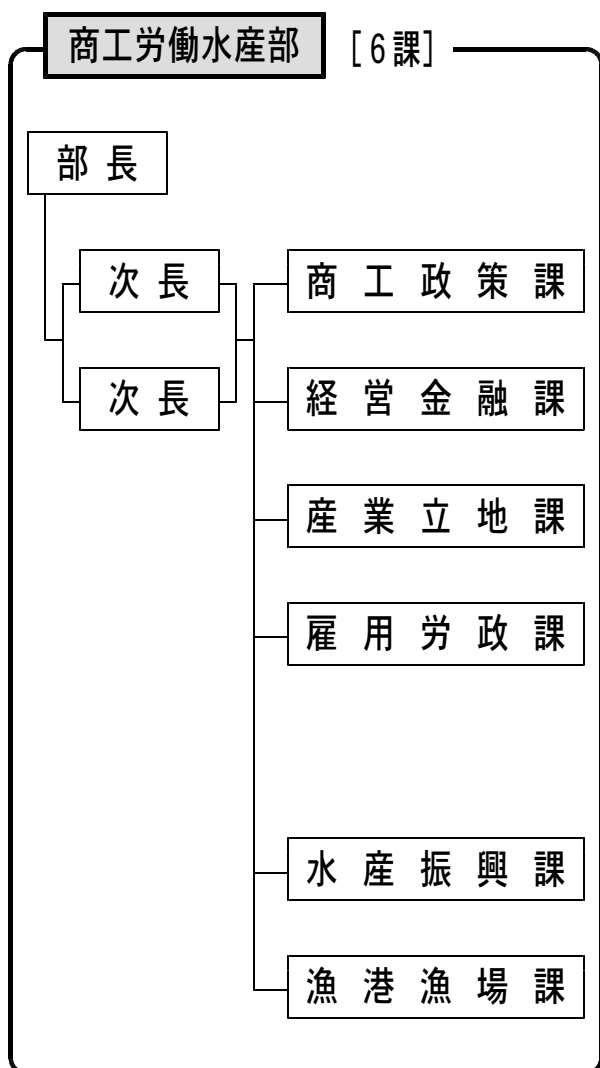 商工労働水産部 [6課]
部長
次長 商工政策課
次長 経営金融課
産業立地課
雇用労政課
水産振興課
漁港漁場課